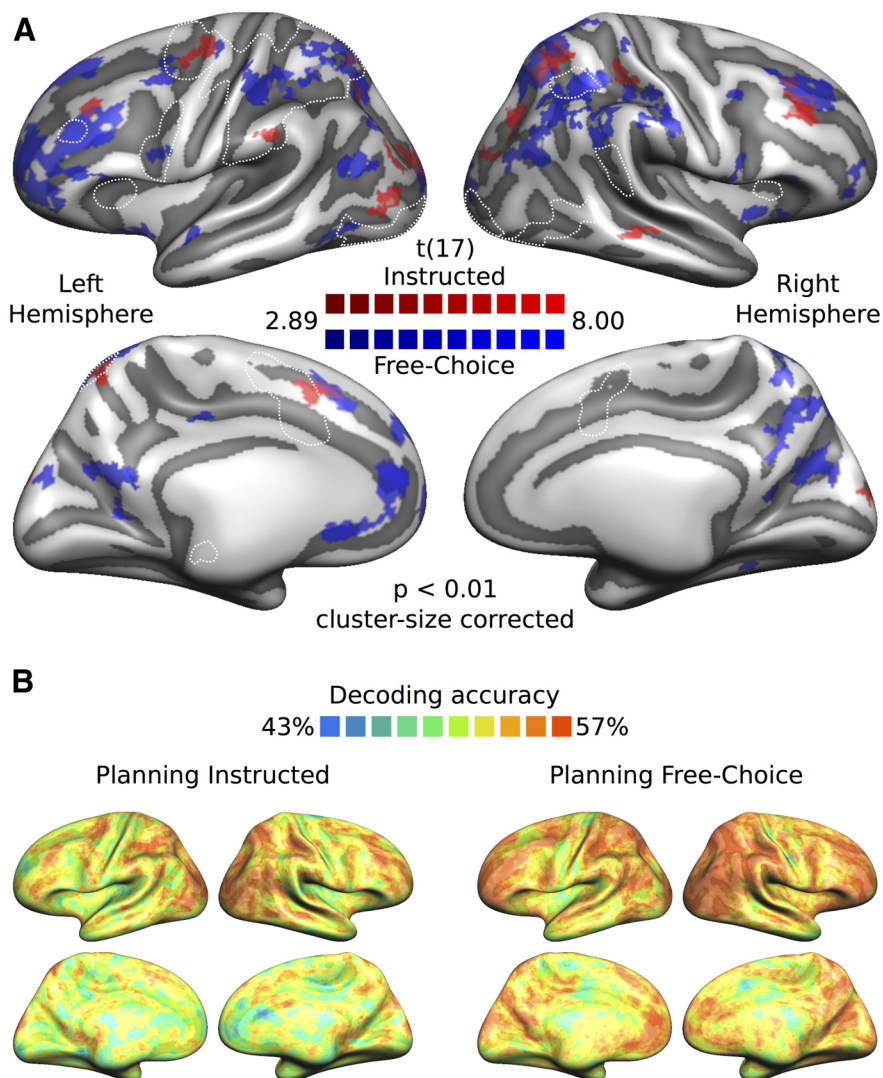 A
t(17)
Instructed
Left
Hemisphere
2.89
8.00
Right
Hemisphere
Free-Choice
p < 0.01
cluster-size corrected
B
Decoding accuracy
43%
57%
Planning Instructed
Planning Free-Choice